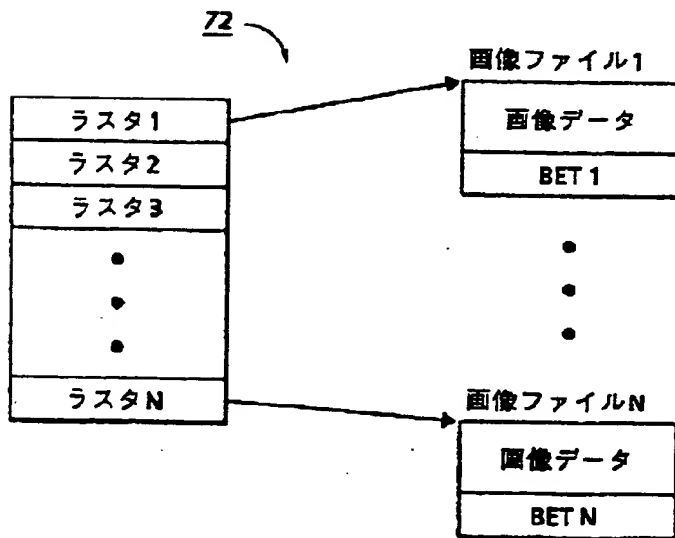 72
ラスタ1
ラスタ2
ラスタ3
ラスタN
画像ファイル1
画像データ
BET 1
画像ファイルN
画像データ
BET N